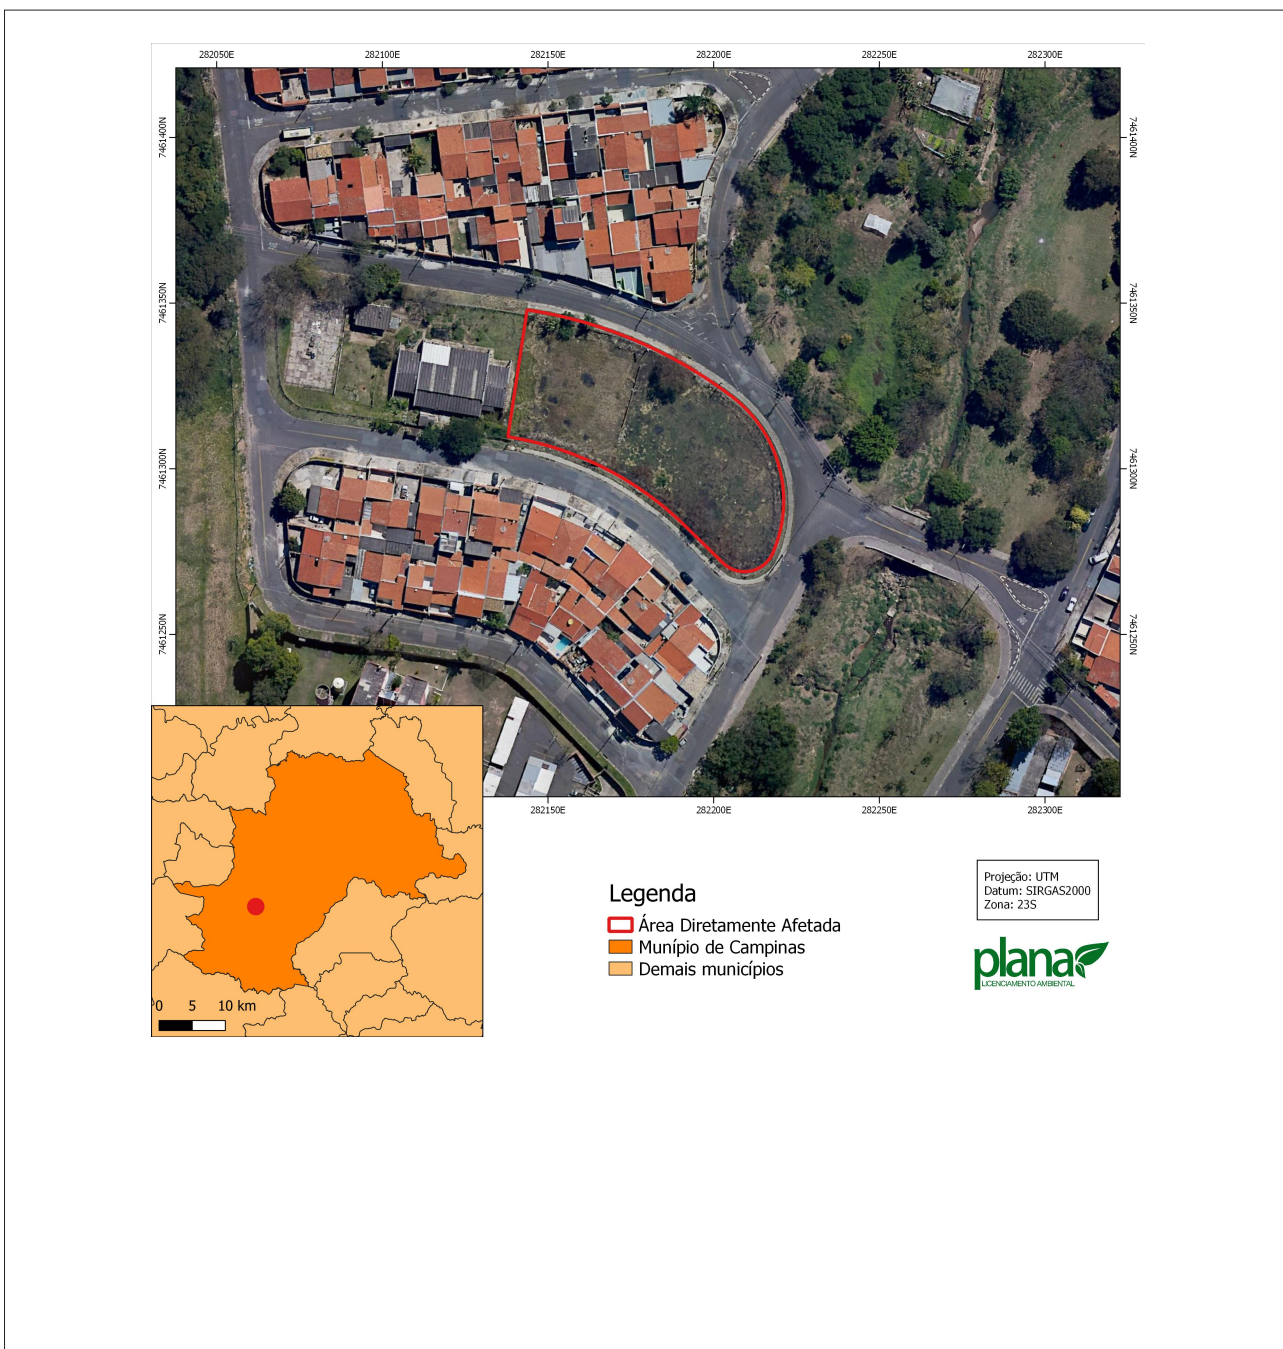 282050E 282100E 282150E 282200E 282250E 282300E
7461400N 7461400N
7461350N 7461350N
7461300N 7461300N
7461250N 7461250N
282150E 282200E 282250E 282300E
0 5 10 km
Legenda
Área Diretamente Afetada
Munípio de Campinas
Demais municípios
Projeção: UTM
Datum: SIRGAS2000
Zona: 23S
plana
LICENCIAMENTO AMBIENTAL